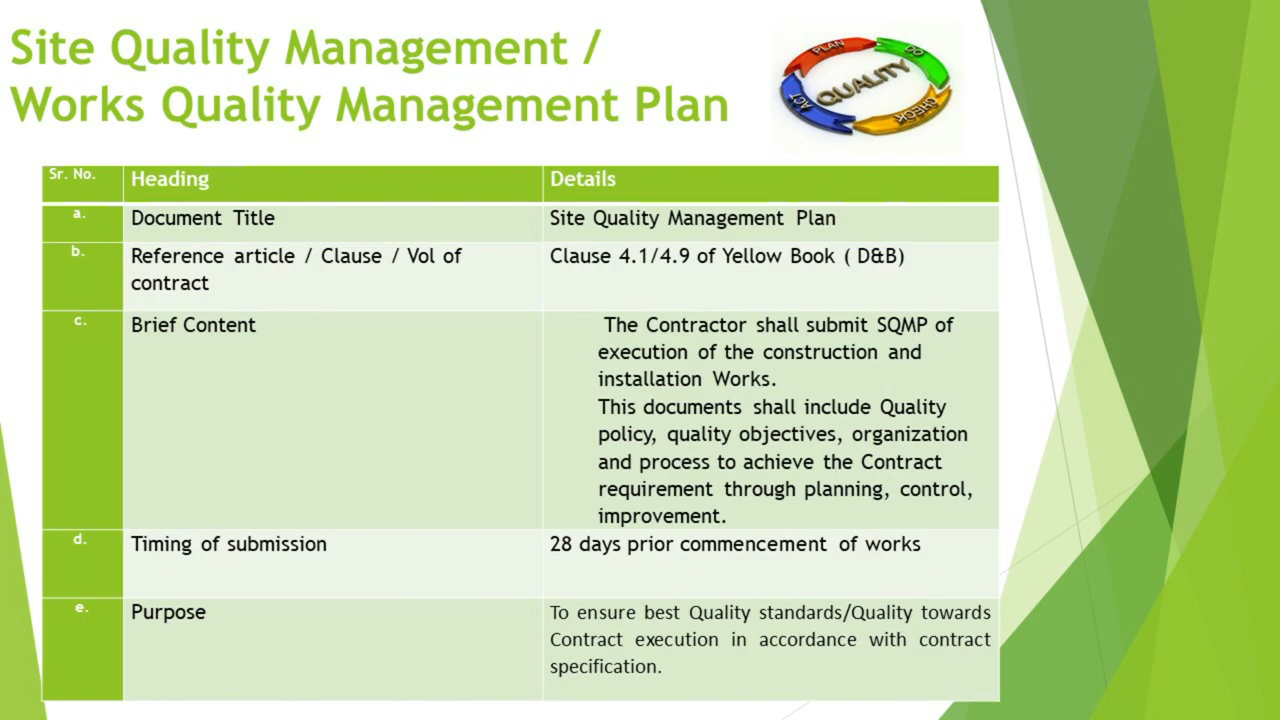 Site Quality Management /
Works Quality Management Plan
PLAN
DO
QUALITY
ACT
CHECK
Sr. No.
Heading
Details
a.
Document Title
Site Quality Management Plan
b.
Reference article / Clause / Vol of
contract
Clause 4.1/4.9 of Yellow Book ( D&B)
c.
Brief Content
The Contractor shall submit SQMP of
execution of the construction and
installation Works.
This documents shall include Quality
policy, quality objectives, organization
and process to achieve the Contract
requirement through planning, control,
improvement.
d.
Timing of submission
28 days prior commencement of works
e.
Purpose
To ensure best Quality standards/Quality towards
Contract execution in accordance with contract
specification.